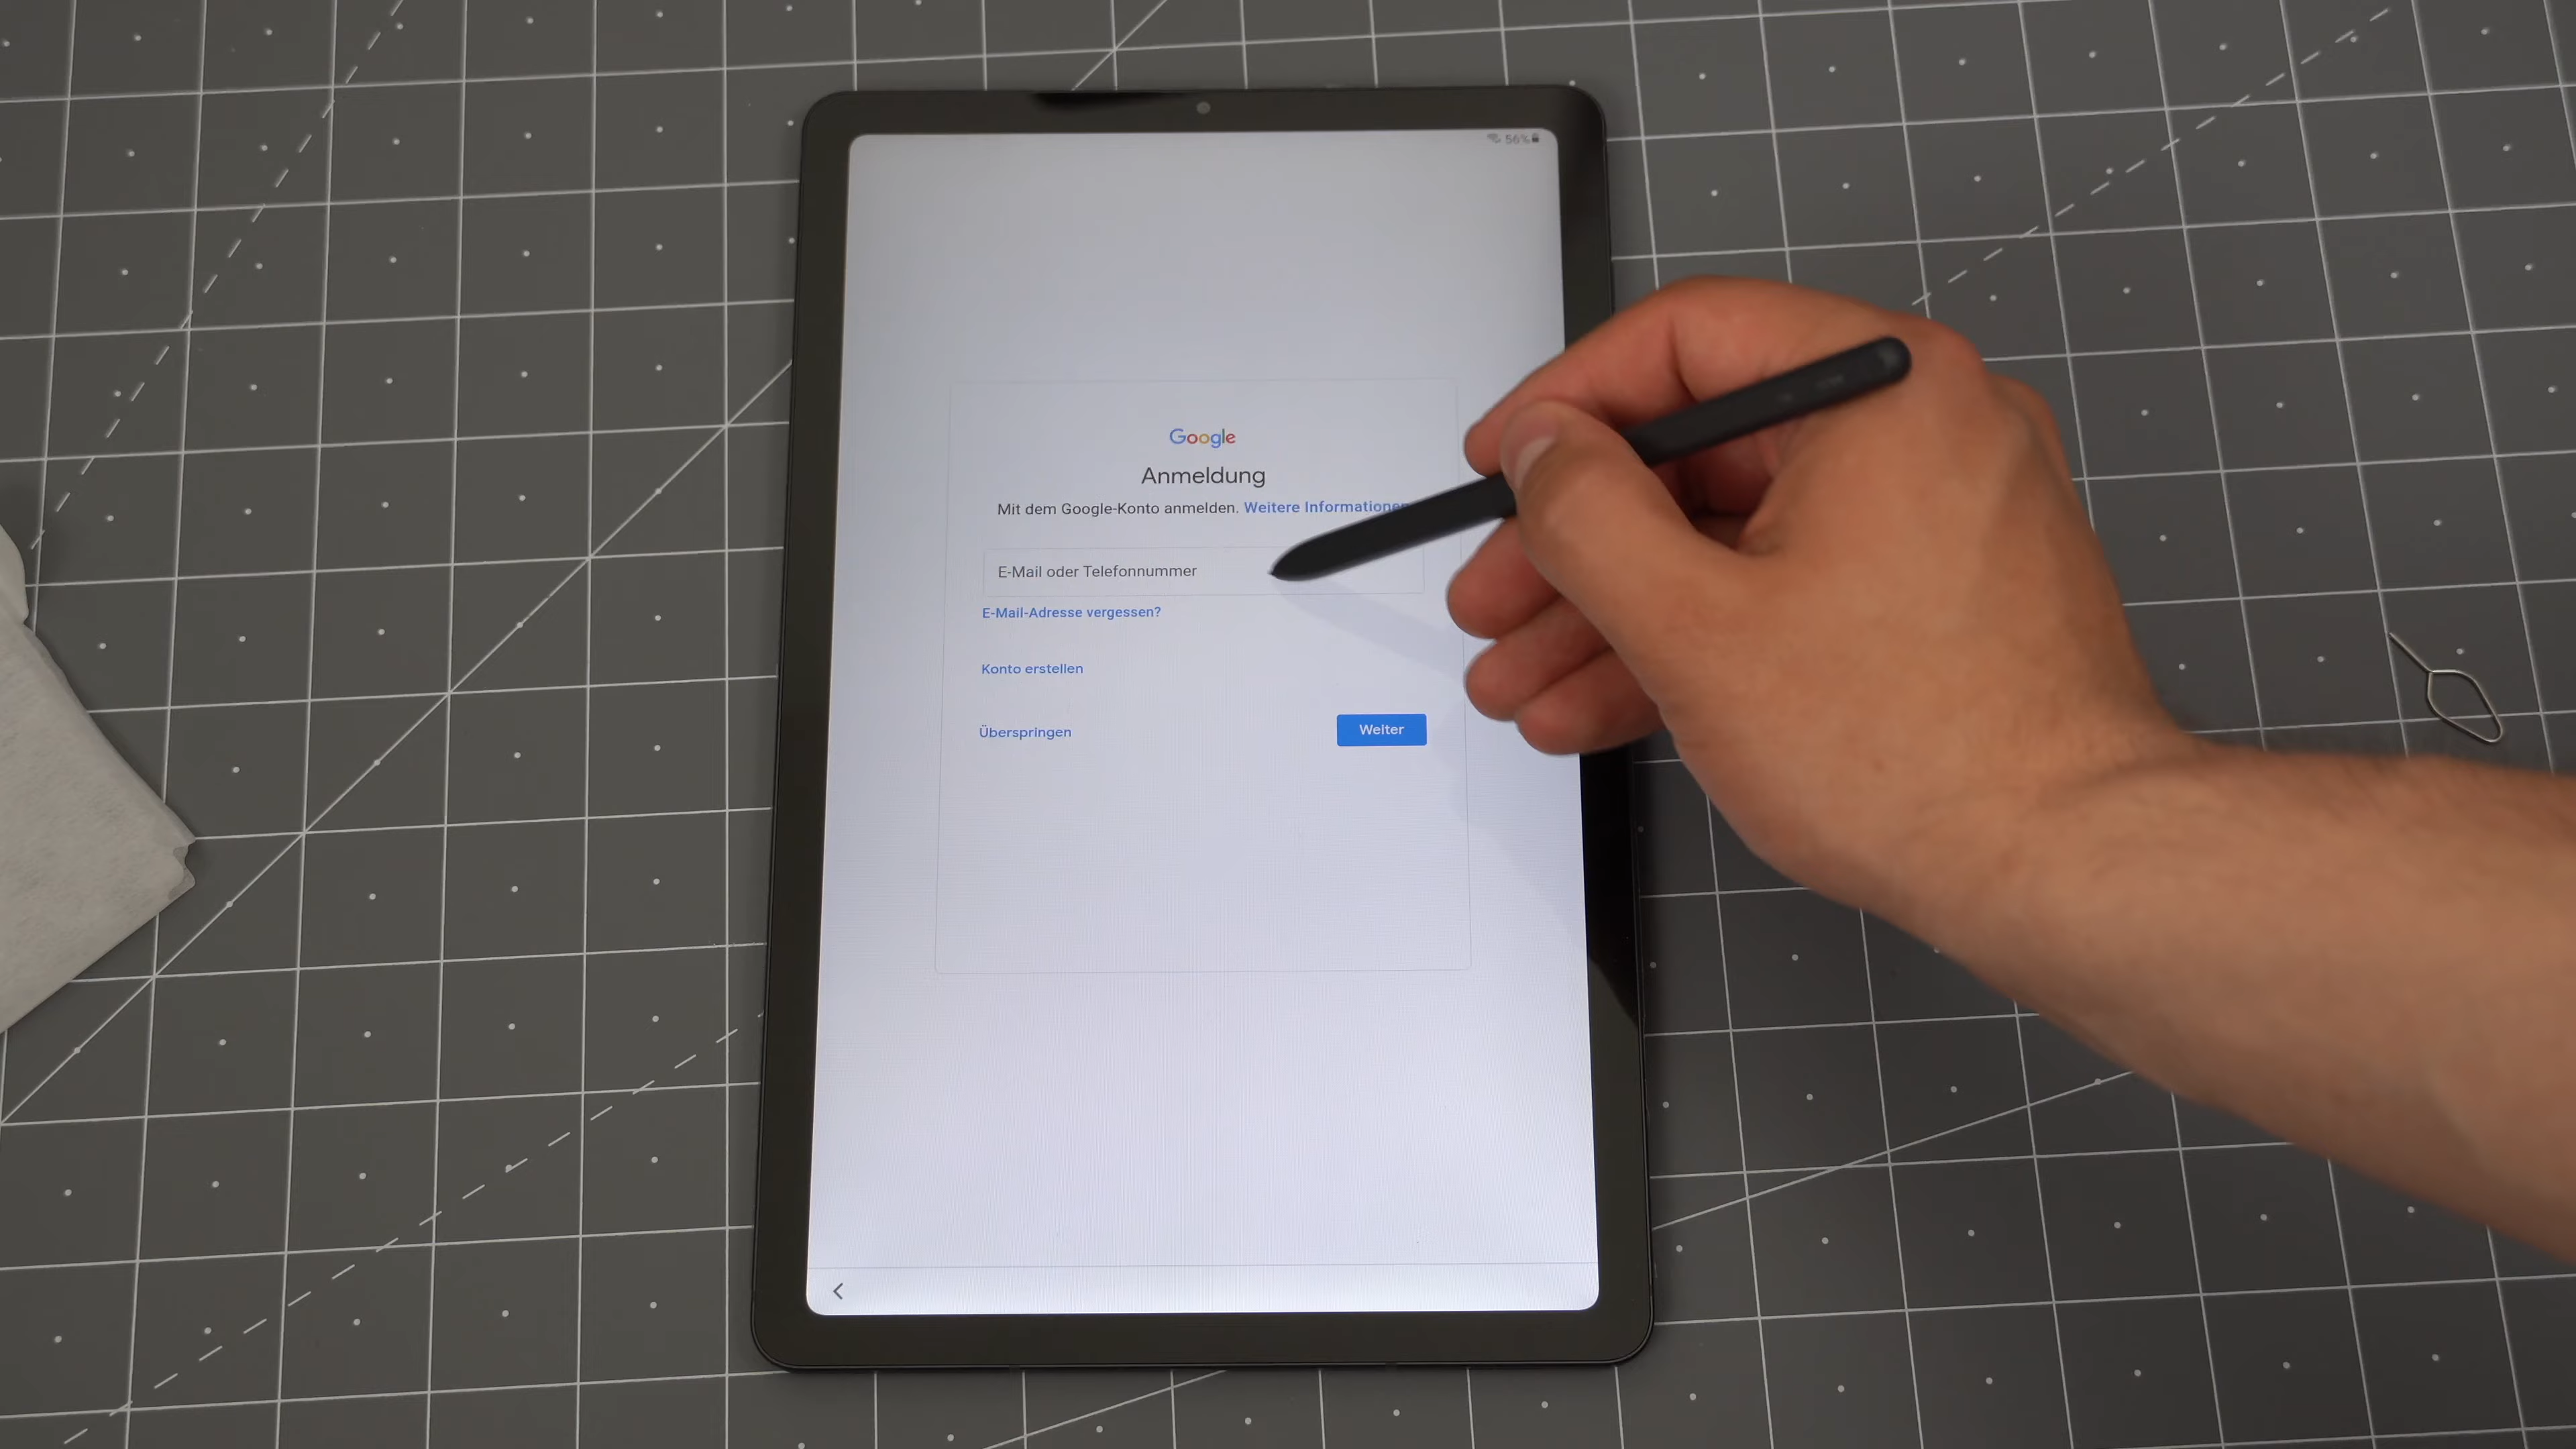 56%
Google
Anmeldung
Mit dem Google-Konto anmelden. Weitere Informationen
E-Mail oder Telefonnummer
E-Mail-Adresse vergessen?
Konto erstellen
Überspringen
Weiter